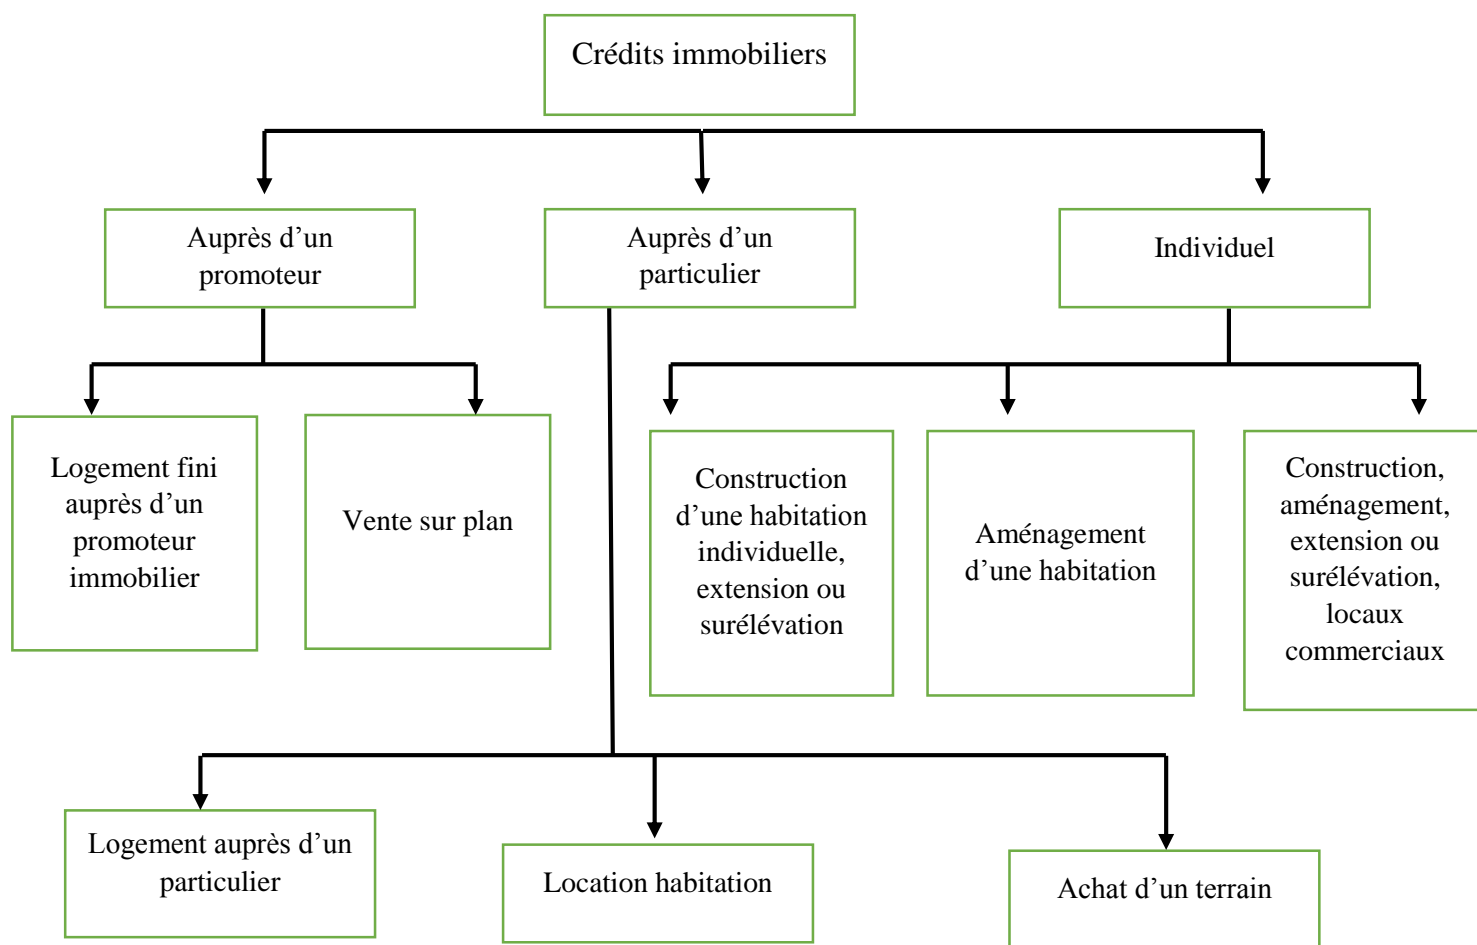 Crédits immobiliers
Auprès d’un
promoteur
Auprès d’un
particulier
Individuel
Logement fini
auprès d’un
promoteur
immobilier
Vente sur plan
Construction
d’une habitation
individuelle,
extension ou
surélévation
Aménagement
d’une habitation
Construction,
aménagement,
extension ou
surélévation,
locaux
commerciaux
Logement auprès d’un
particulier
Location habitation
Achat d’un terrain